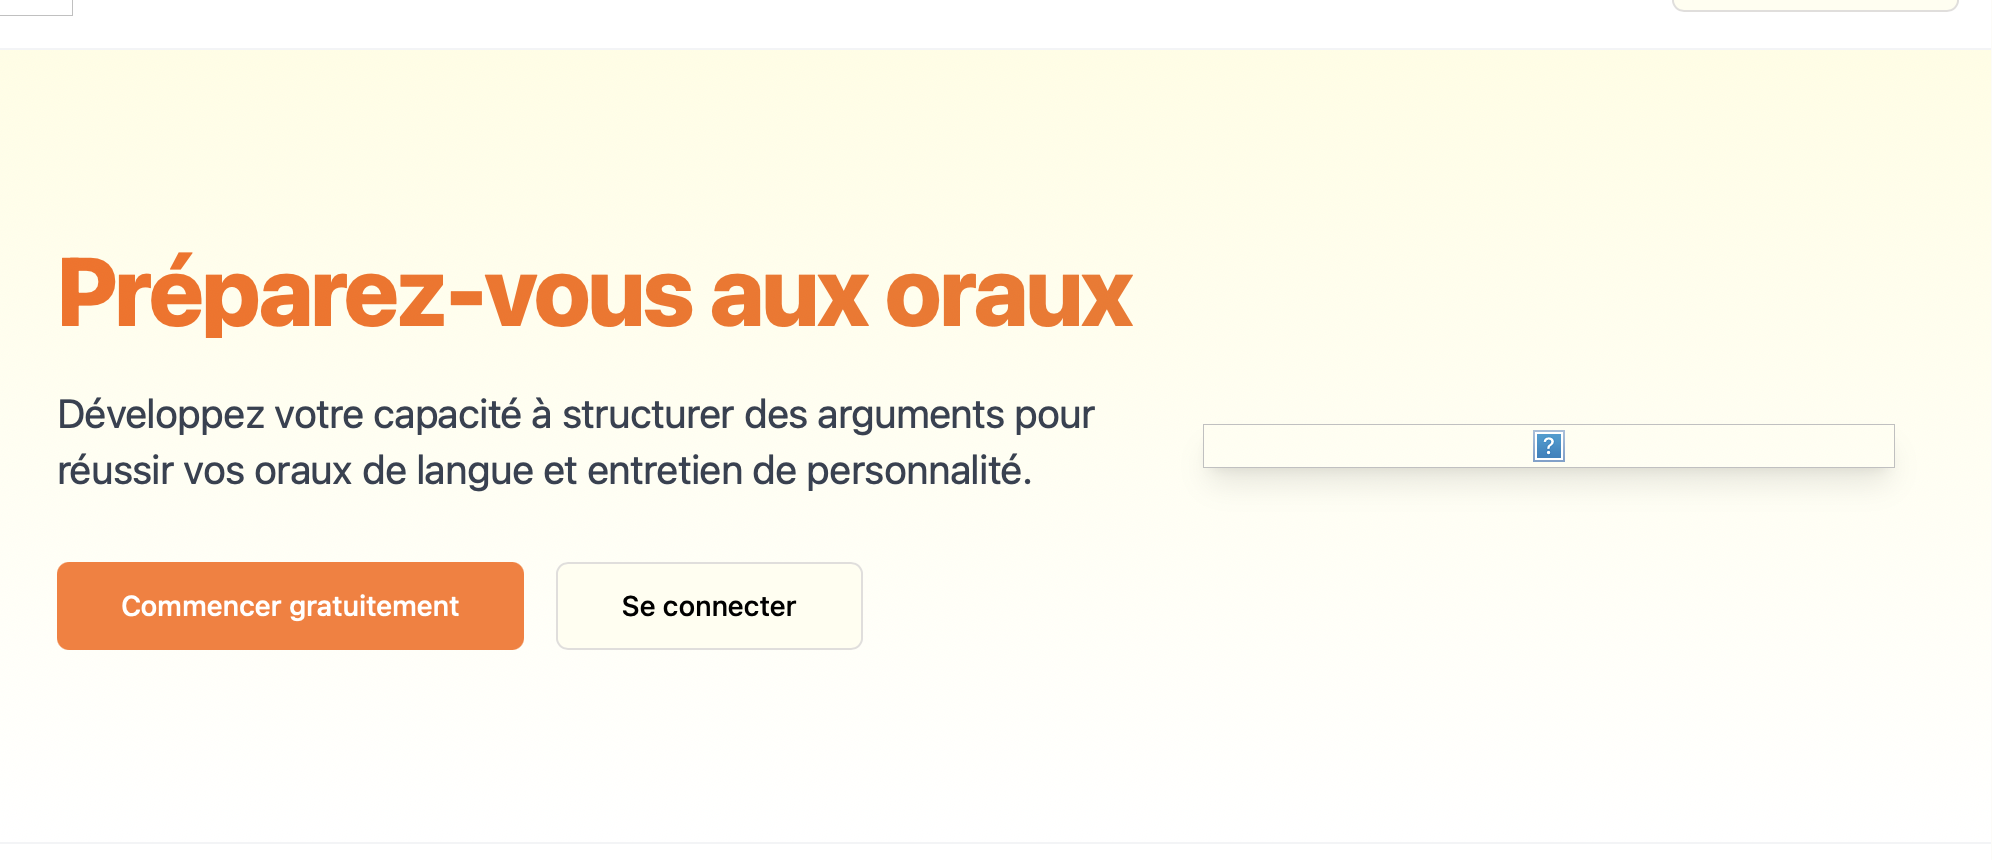 Préparez-vous aux oraux
Développez votre capacité à structurer des arguments pour
réussir vos oraux de langue et entretien de personnalité.
Commencer gratuitement
Se connecter